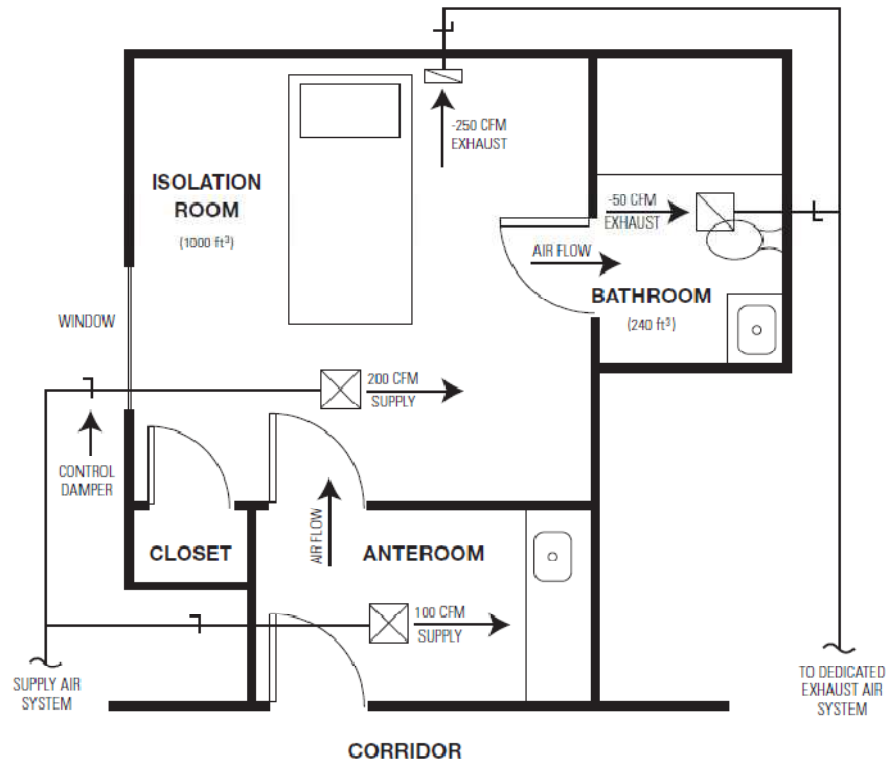 -250 CFM
EXHAUST
ISOLATION
ROOM
(1000 ft³)
-50 CFM
EXHAUST
AIR FLOW
BATHROOM
(240 ft³)
WINDOW
200 CFM
SUPPLY
CONTROL
DAMPER
AIR FLOW
CLOSET
ANTEROOM
100 CFM
SUPPLY
SUPPLY AIR
SYSTEM
TO DEDICATED
EXHAUST AIR
SYSTEM
CORRIDOR